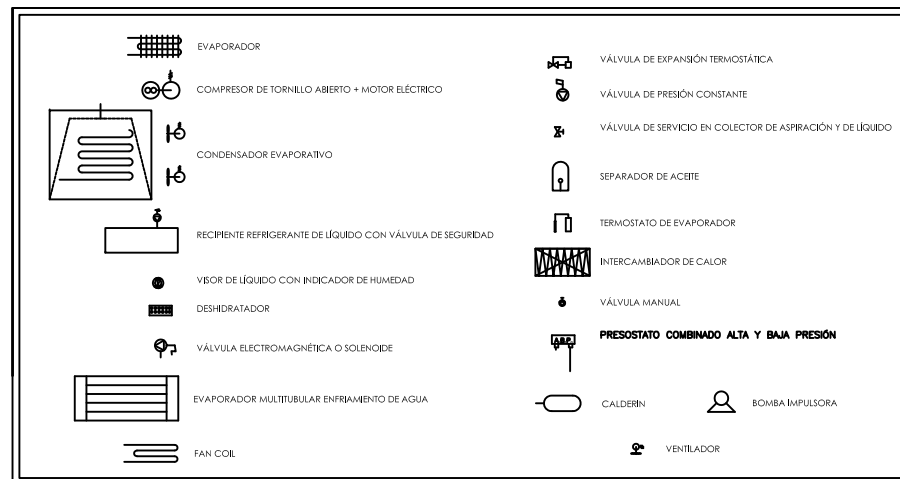 EVAPORADOR
COMPRESOR DE TORNILLO ABIERTO + MOTOR ELÉCTRICO
CONDENSADOR EVAPORATIVO
RECIPIENTE REFRIGERANTE DE LÍQUIDO CON VÁLVULA DE SEGURIDAD
VISOR DE LÍQUIDO CON INDICADOR DE HUMEDAD
DESHIDRATADOR
VÁLVULA ELECTROMAGNÉTICA O SOLENOIDE
EVAPORADOR MULTITUBULAR ENFRIAMIENTO DE AGUA
FAN COIL
VÁLVULA DE EXPANSIÓN TERMOSTÁTICA
VÁLVULA DE PRESIÓN CONSTANTE
VÁLVULA DE SERVICIO EN COLECTOR DE ASPIRACIÓN Y DE LÍQUIDO
SEPARADOR DE ACEITE
TERMOSTATO DE EVAPORADOR
INTERCAMBIADOR DE CALOR
VÁLVULA MANUAL
PRESOSTATO COMBINADO ALTA Y BAJA PRESIÓN
CALDERÍN
BOMBA IMPULSORA
VENTILADOR